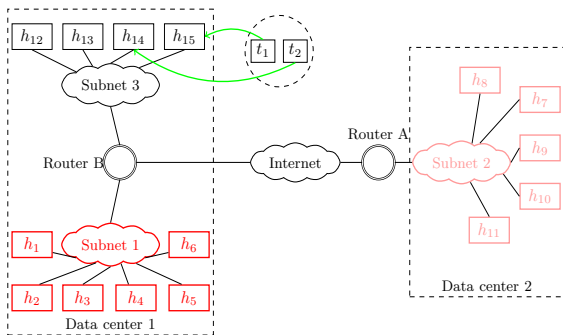 h12 h13 h14 h15
t1 t2
Subnet 3
h8
h7
Router A
Router B
Internet
Subnet 2
h9
h10
h11
h1
Subnet 1
h6
h2 h3 h4 h5
Data center 2
Data center 1